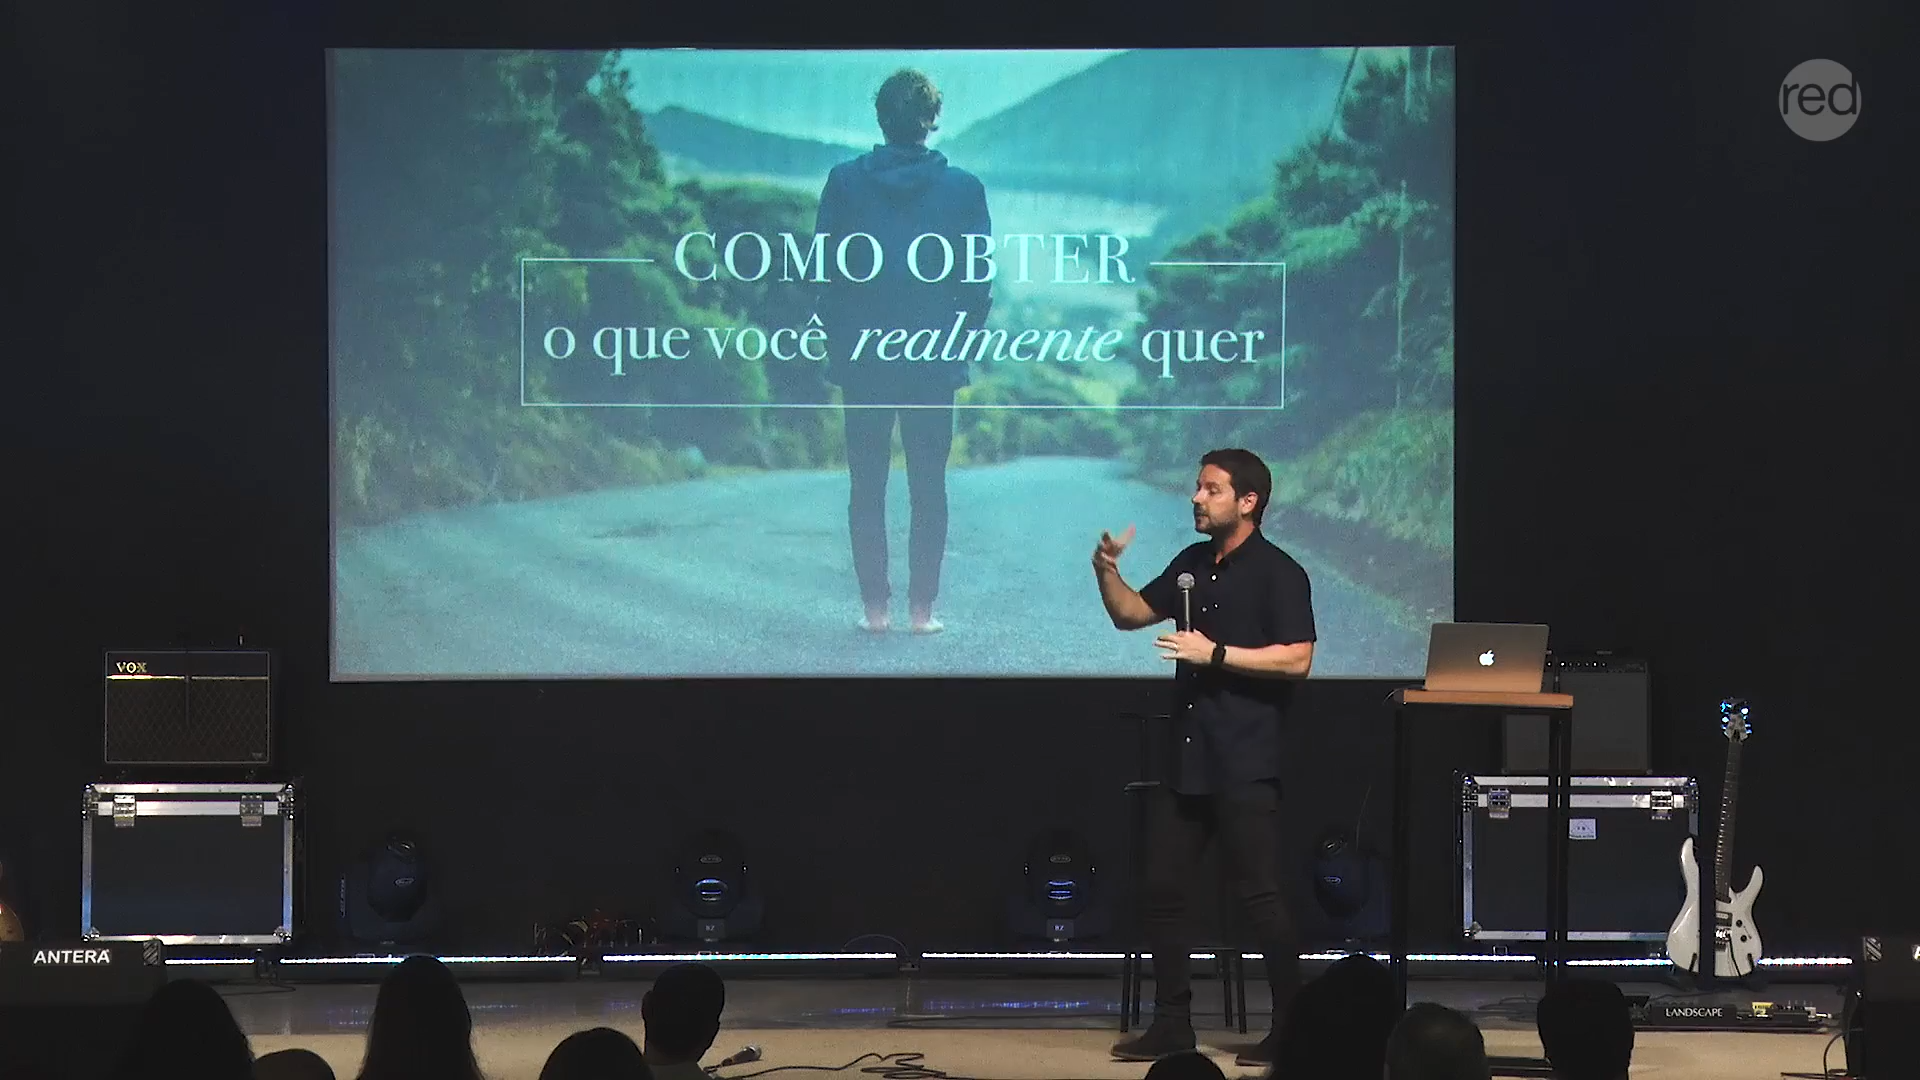 red
COMO OBTER
o que você realmente quer
VOX
ANTERA
LANDSCAPE